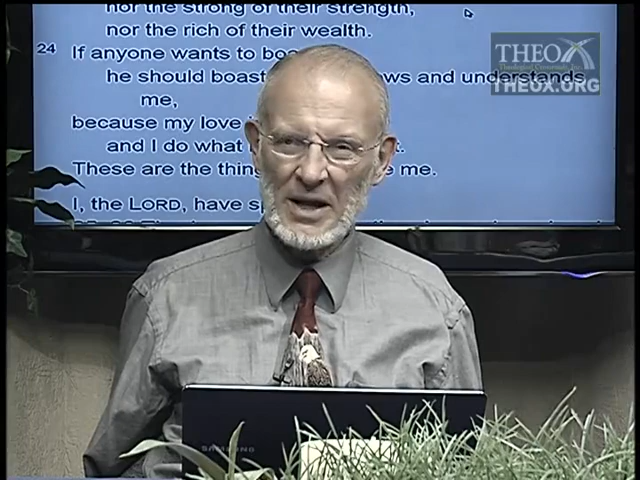 nor the strong of their strength,
nor the rich of their wealth.
24 If anyone wants to boa
he should boast ws and understands
me,
because my love
and I do what
These are the thin e me.
I, the LORD, have s
THEOX
THEOX.ORG
SAMSUNG